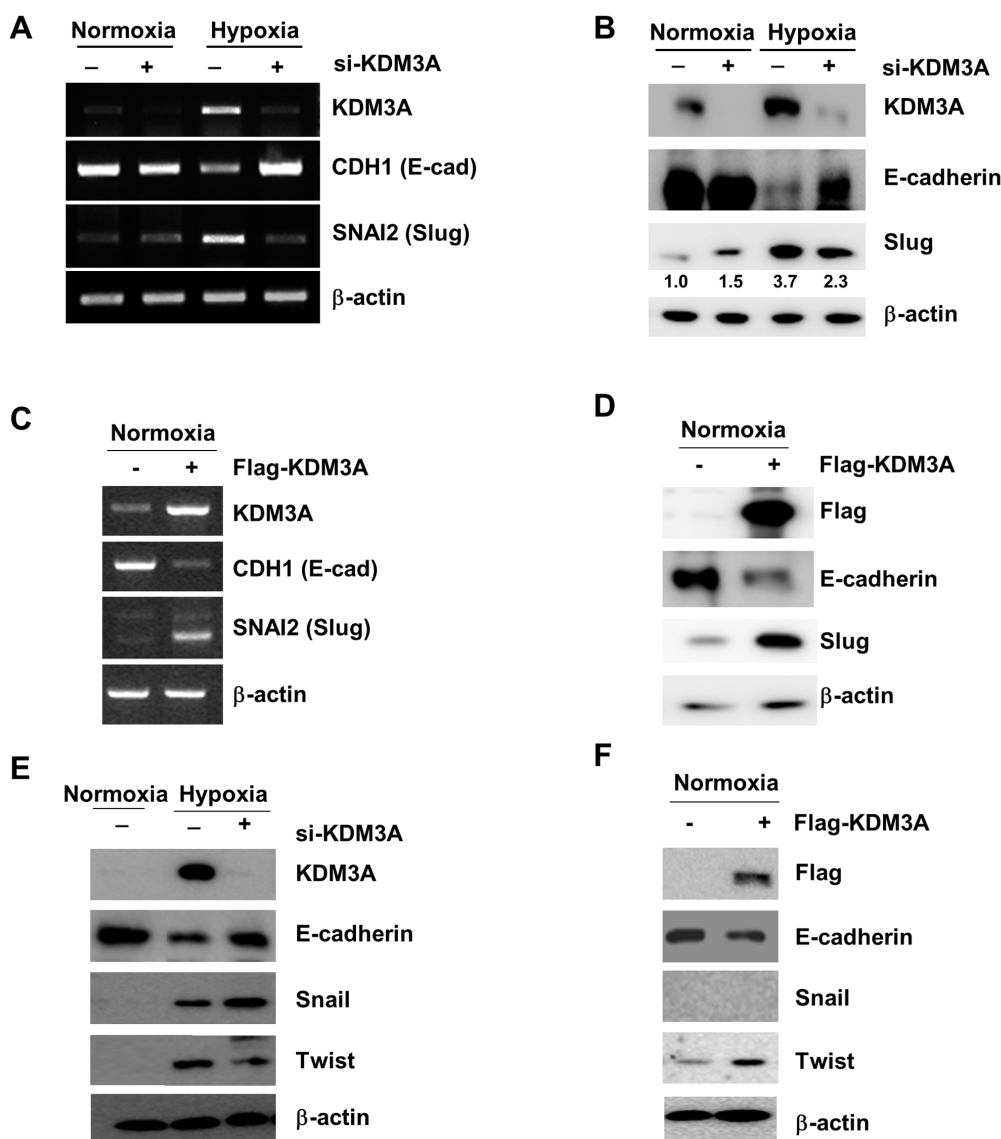 A
Normoxia Hypoxia
– + – + si-KDM3A
KDM3A
CDH1 (E-cad)
SNAI2 (Slug)
β-actin
B
Normoxia Hypoxia
– + – + si-KDM3A
KDM3A
E-cadherin
Slug
1.0 1.5 3.7 2.3
β-actin
C
Normoxia
- + Flag-KDM3A
KDM3A
CDH1 (E-cad)
SNAI2 (Slug)
β-actin
D
Normoxia
- + Flag-KDM3A
Flag
E-cadherin
Slug
β-actin
E
Normoxia Hypoxia
– – + si-KDM3A
KDM3A
E-cadherin
Snail
Twist
β-actin
F
Normoxia
- + Flag-KDM3A
Flag
E-cadherin
Snail
Twist
β-actin